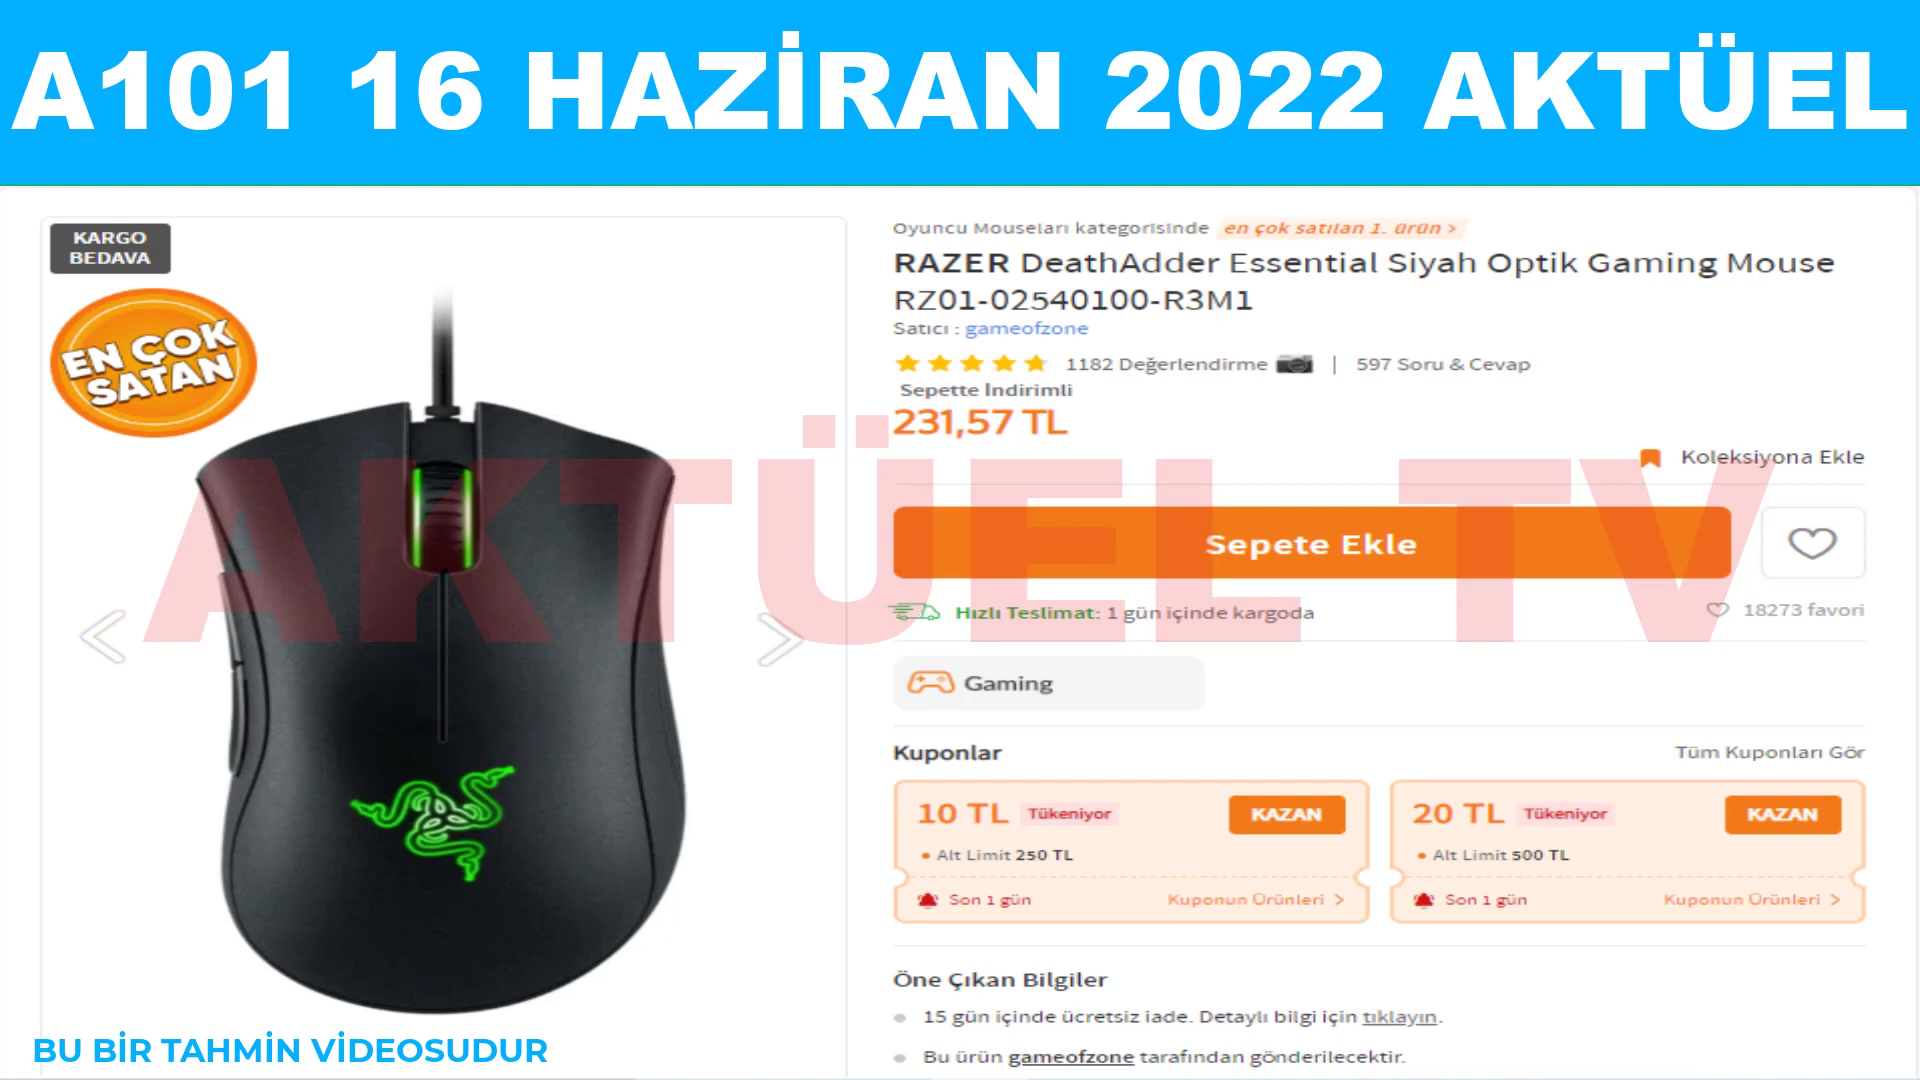 A101 16 HAZİRAN 2022 AKTÜEL
KARGO
BEDAVA
EN ÇOK
SATAN
Oyuncu Mouseları kategorisinde en çok satılan 1. ürün >
RAZER DeathAdder Essential Siyah Optik Gaming Mouse
RZ01-02540100-R3M1
Satıcı : gameofzone
1182 Değerlendirme | 597 Soru & Cevap
Sepette İndirimli
231,57 TL
Koleksiyona Ekle
AKTÜEL TV
Sepete Ekle
Hızlı Teslimat: 1 gün içinde kargoda
18273 favori
Gaming
Kuponlar
Tüm Kuponları Gör
10 TL Tükeniyor KAZAN
• Alt Limit 250 TL
Son 1 gün Kuponun Ürünleri >
20 TL Tükeniyor KAZAN
• Alt Limit 500 TL
Son 1 gün Kuponun Ürünleri >
Öne Çıkan Bilgiler
15 gün içinde ücretsiz iade. Detaylı bilgi için tıklayın.
Bu ürün gameofzone tarafından gönderilecektir.
BU BİR TAHMİN VİDEOSUDUR